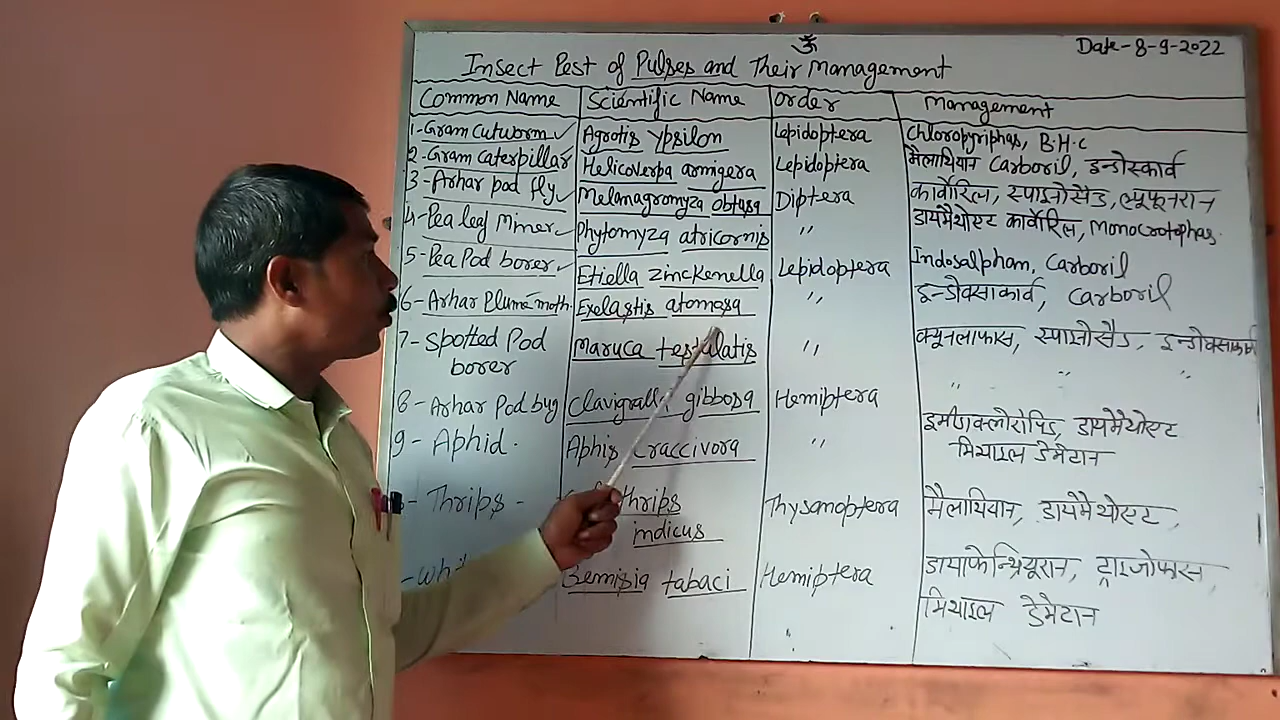 ॐ
Date-8-9-2022
Insect Pest of Pulses and Their Management
Common Name Scientific Name Order Management
1- Gram Cutworm ✓ Agrotis Ypsilon Lepidoptera Chloropyriphas, B.H.C
2- Gram Caterpillar ✓ Helicoverpa armigera Lepidoptera मैलाथियान Carboril, इन्डोस्कार्व
3- Arhar pod fly ✓ Melanagromyza obtusa Diptera कार्वोरिल, स्पाइनोसैड, ल्यूफूनरान
4- Pea leaf Miner ✓ Phytomyza atricornis " डायमैथोएट कार्वोरिल, Monocrotophas.
5- Pea Pod borer ✓ Etiella Zinckenella Lepidoptera Indosalpham, Carboril
6- Arhar Plume moth. Exelastis atomosa " इन्डौक्साकार्व, Carboril
7- Spotted Pod Maruca " क्यूनलाफास, स्पाइनोसैड, इन्डोक्साकार्व
borer " "
8- Arhar Pod bug gibbosa Hemiptera इमीडाक्लोरोपिड, डायमैथोएट
9- Aphid. Aphis craccivora " मिथाइल डेमेटान
- Thrips - thrips Thysanoptera मैलाथियान, डायमैथोएट,
indicus
- Bemisia tabaci Hemiptera डायाफेन्थ्रियूरान, ट्राइजोफास,
मिथाइल डेमेटान